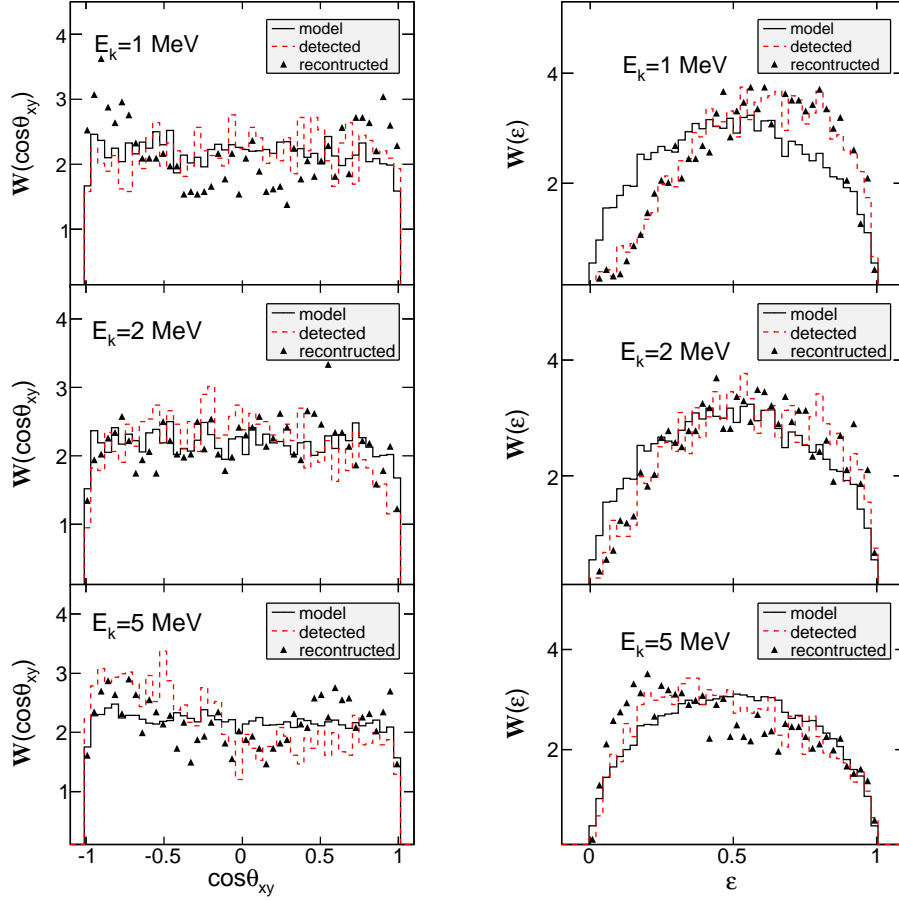 E_k=1 MeV
model
detected
recontructed
W(cosθ_xy)
4
3
2
1
E_k=1 MeV
model
detected
recontructed
W(ε)
4
2
E_k=2 MeV
model
detected
recontructed
W(cosθ_xy)
4
3
2
1
E_k=2 MeV
model
detected
recontructed
W(ε)
4
2
E_k=5 MeV
model
detected
recontructed
W(cosθ_xy)
4
3
2
1
-1 -0.5 0 0.5 1
cosθ_xy
E_k=5 MeV
model
detected
recontructed
W(ε)
4
2
0 0.5 1
ε